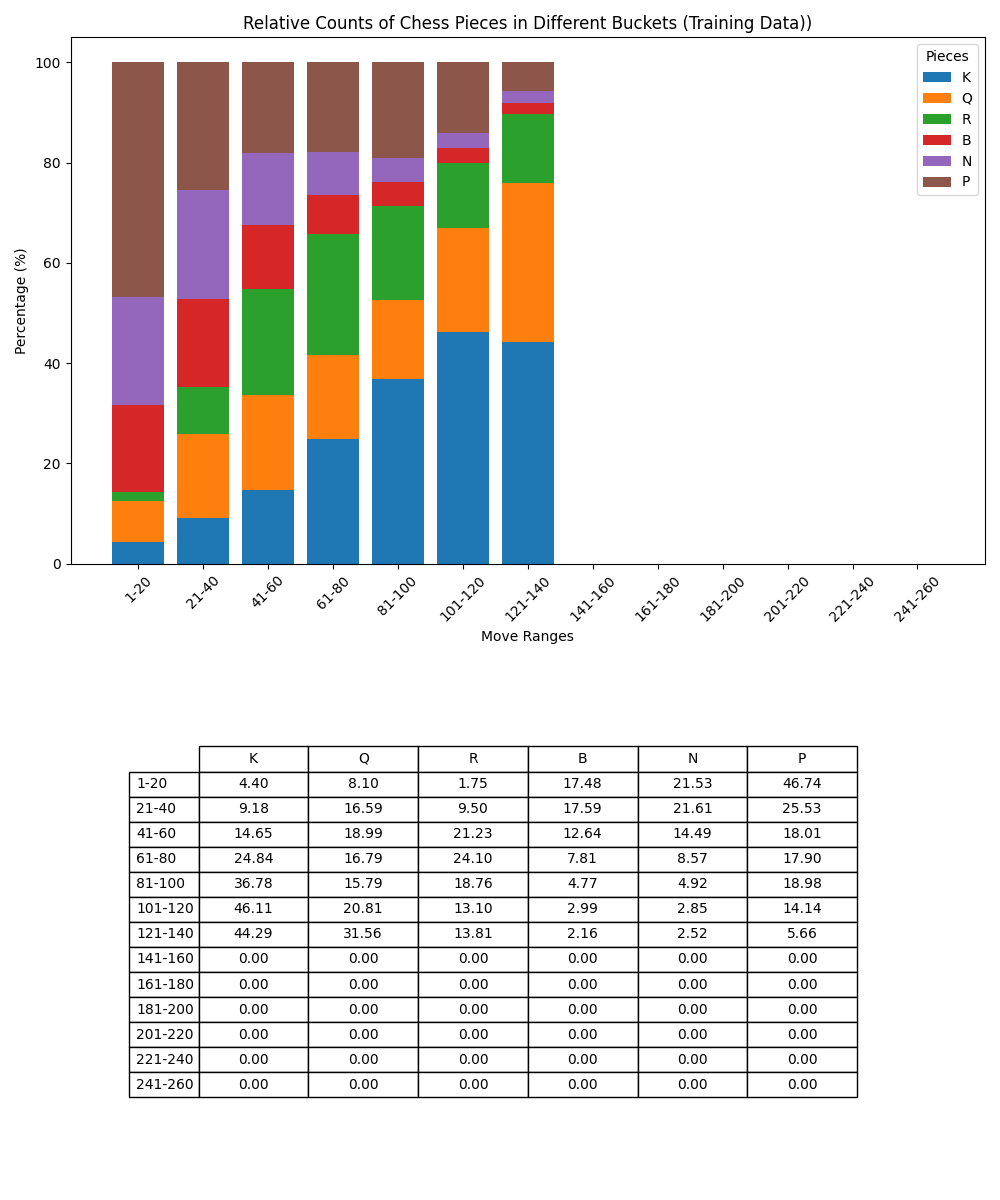 Relative Counts of Chess Pieces in Different Buckets (Training Data))
Pieces
K
Q
R
B
N
P
Percentage (%)
100
80
60
40
20
0
1-20 21-40 41-60 61-80 81-100 101-120 121-140 141-160 161-180 181-200 201-220 221-240 241-260
Move Ranges
K Q R B N P
1-20 4.40 8.10 1.75 17.48 21.53 46.74
21-40 9.18 16.59 9.50 17.59 21.61 25.53
41-60 14.65 18.99 21.23 12.64 14.49 18.01
61-80 24.84 16.79 24.10 7.81 8.57 17.90
81-100 36.78 15.79 18.76 4.77 4.92 18.98
101-120 46.11 20.81 13.10 2.99 2.85 14.14
121-140 44.29 31.56 13.81 2.16 2.52 5.66
141-160 0.00 0.00 0.00 0.00 0.00 0.00
161-180 0.00 0.00 0.00 0.00 0.00 0.00
181-200 0.00 0.00 0.00 0.00 0.00 0.00
201-220 0.00 0.00 0.00 0.00 0.00 0.00
221-240 0.00 0.00 0.00 0.00 0.00 0.00
241-260 0.00 0.00 0.00 0.00 0.00 0.00